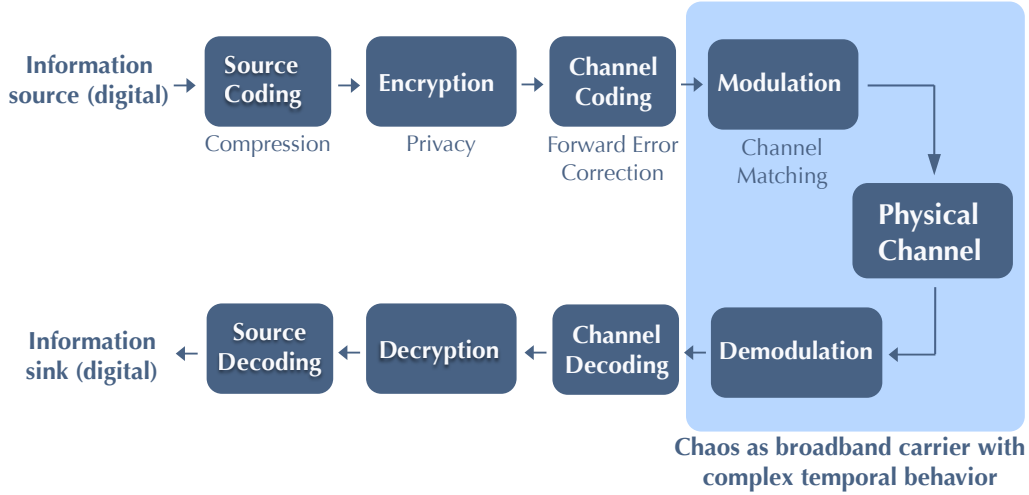 Information
source (digital)
Source
Coding
Compression
Encryption
Privacy
Channel
Coding
Forward Error
Correction
Modulation
Channel
Matching
Physical
Channel
Demodulation
Channel
Decoding
Decryption
Source
Decoding
Information
sink (digital)
Chaos as broadband carrier with
complex temporal behavior